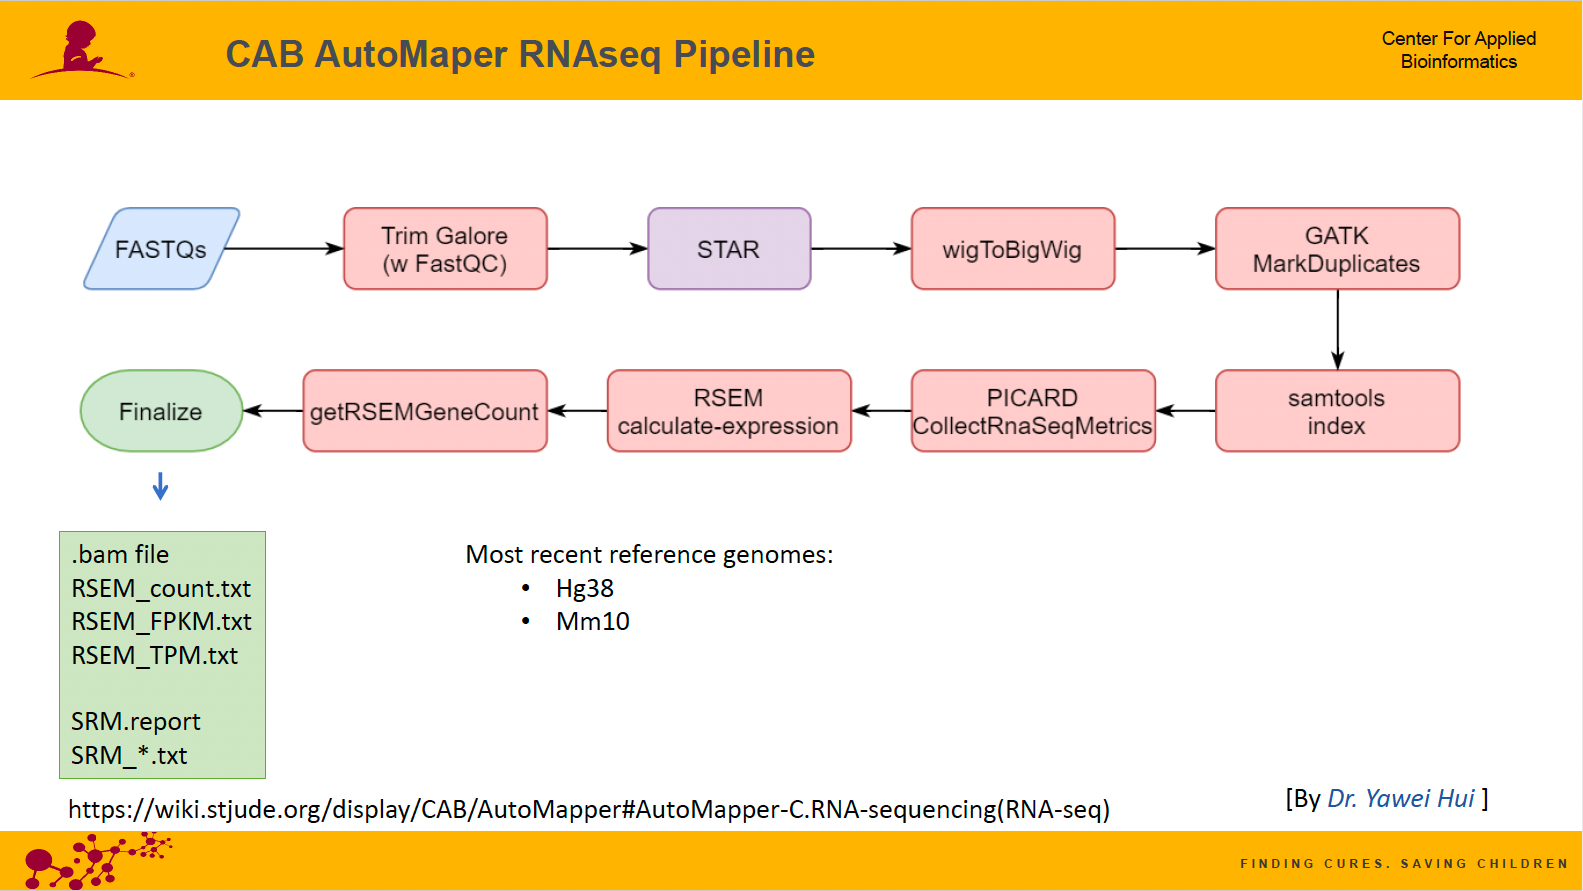 CAB AutoMaper RNAseq Pipeline
Center For Applied
Bioinformatics
FASTQs
Trim Galore
(w FastQC)
STAR
wigToBigWig
GATK
MarkDuplicates
samtools
index
PICARD
CollectRnaSeqMetrics
RSEM
calculate-expression
getRSEMGeneCount
Finalize
.bam file
RSEM_count.txt
RSEM_FPKM.txt
RSEM_TPM.txt
SRM.report
SRM_*.txt
Most recent reference genomes:
• Hg38
• Mm10
https://wiki.stjude.org/display/CAB/AutoMapper#AutoMapper-C.RNA-sequencing(RNA-seq)
[By Dr. Yawei Hui ]
FINDING CURES. SAVING CHILDREN